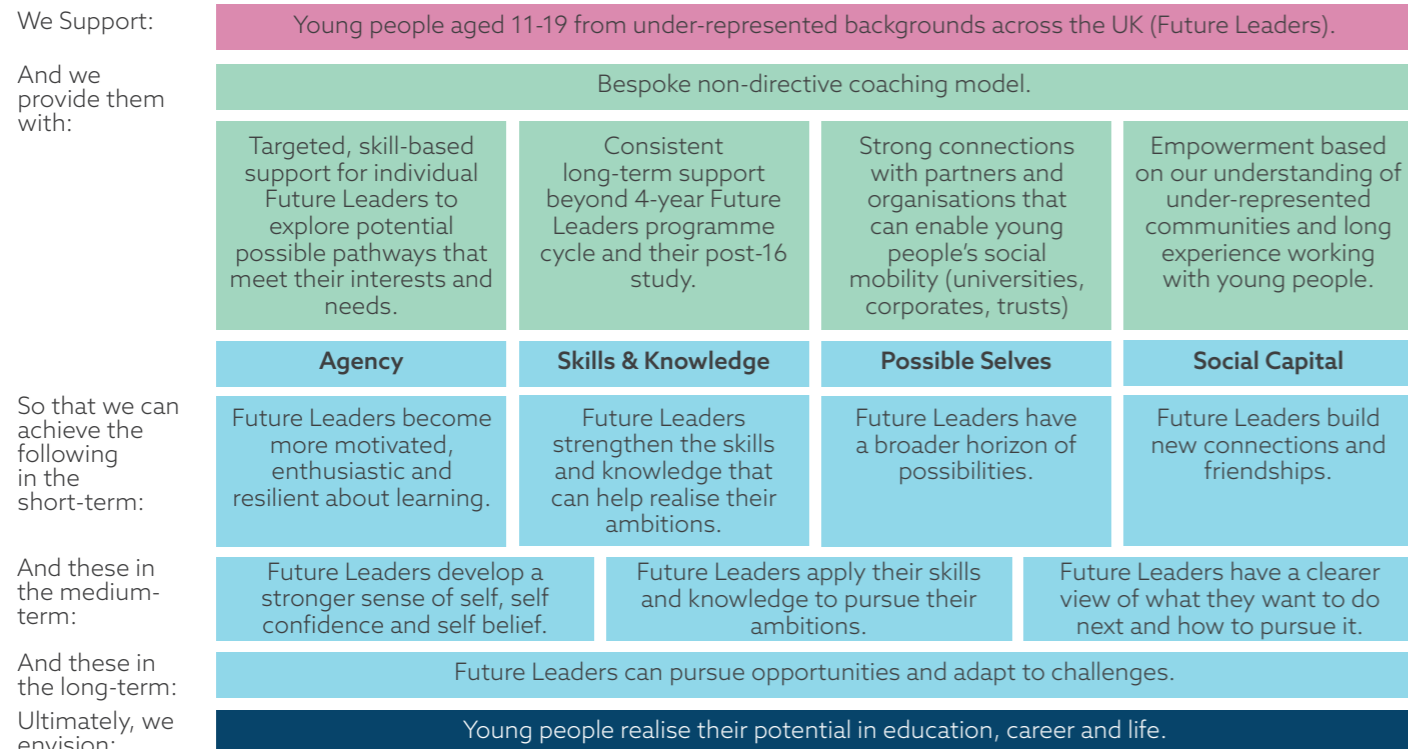 We Support:
Young people aged 11-19 from under-represented backgrounds across the UK (Future Leaders).
And we
provide them
with:
Bespoke non-directive coaching model.
Targeted, skill-based
support for individual
Future Leaders to
explore potential
possible pathways that
meet their interests and
needs.
Consistent
long-term support
beyond 4-year Future
Leaders programme
cycle and their post-16
study.
Strong connections
with partners and
organisations that
can enable young
people's social
mobility (universities,
corporates, trusts)
Empowerment based
on our understanding of
under-represented
communities and long
experience working
with young people.
Agency
Skills & Knowledge
Possible Selves
Social Capital
So that we can
achieve the
following
in the
short-term:
Future Leaders become
more motivated,
enthusiastic and
resilient about learning.
Future Leaders
strengthen the skills
and knowledge that
can help realise their
ambitions.
Future Leaders have
a broader horizon of
possibilities.
Future Leaders build
new connections and
friendships.
And these in
the medium-
term:
Future Leaders develop a
stronger sense of self, self
confidence and self belief.
Future Leaders apply their skills
and knowledge to pursue their
ambitions.
Future Leaders have a clearer
view of what they want to do
next and how to pursue it.
And these in
the long-term:
Future Leaders can pursue opportunities and adapt to challenges.
Ultimately, we
envision:
Young people realise their potential in education, career and life.